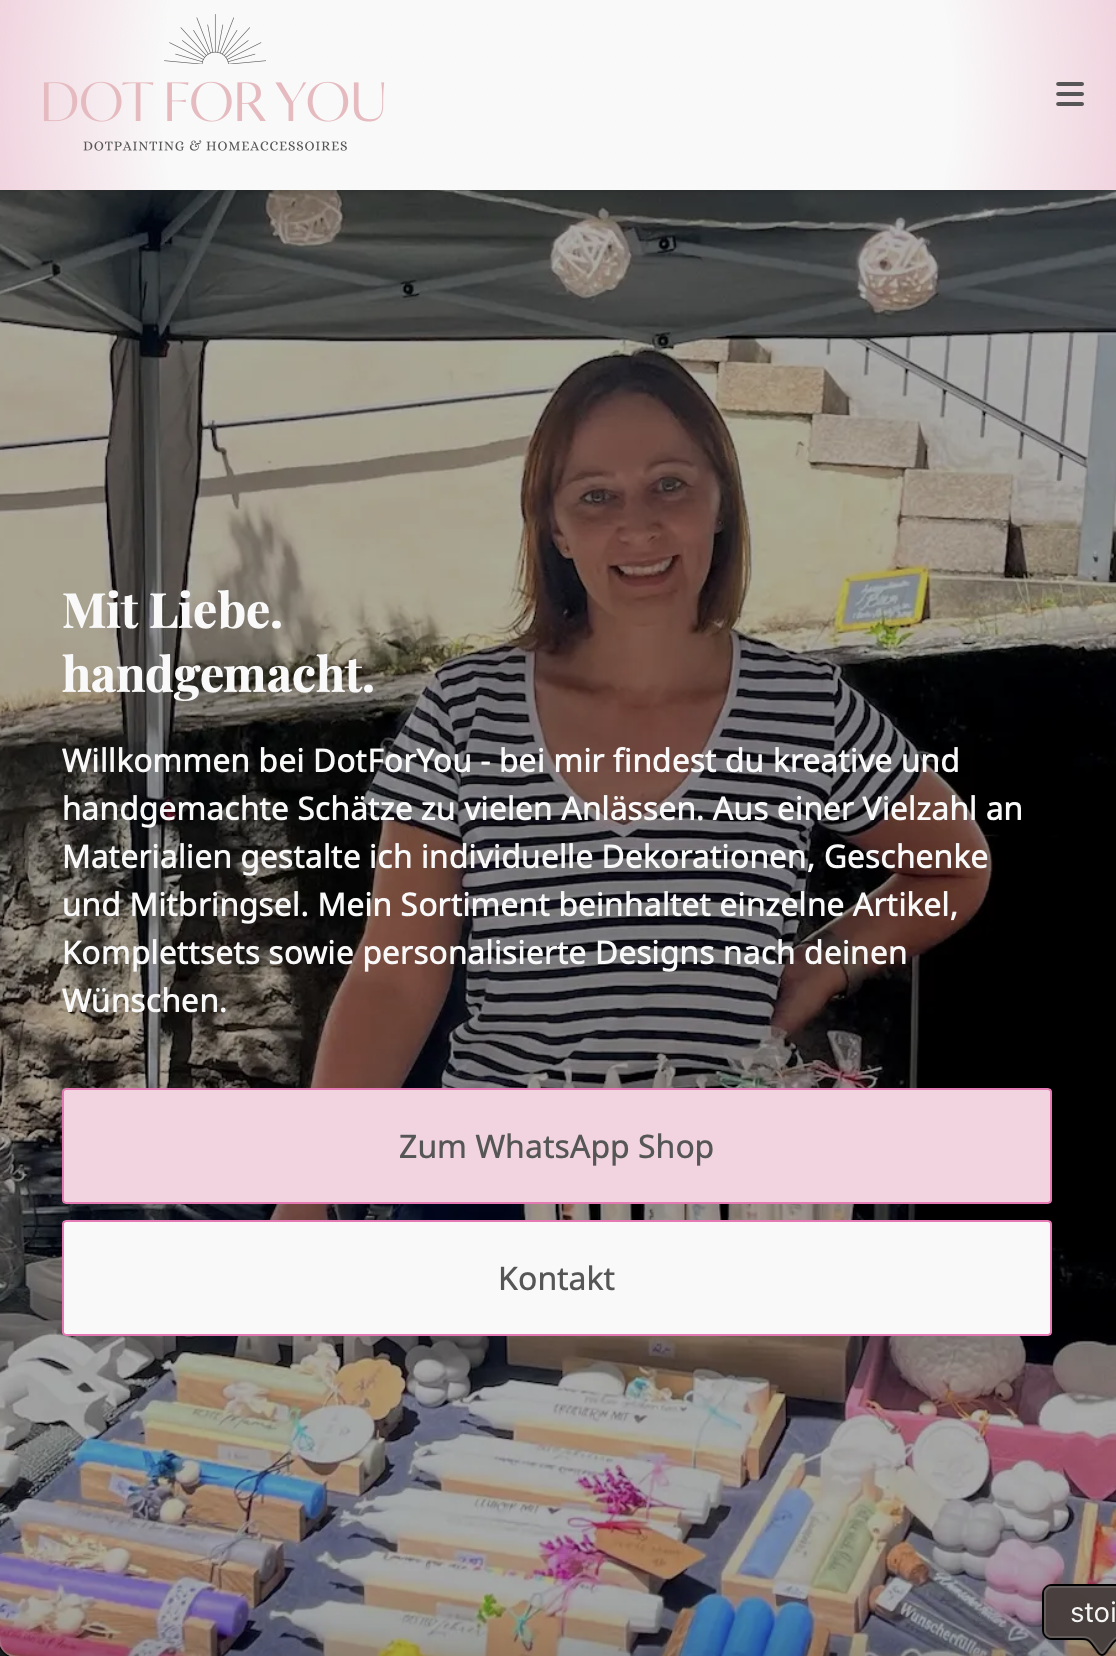 DOT FOR YOU
DOTPAINTING & HOMEACCESSOIRES
Mit Liebe.
handgemacht.
Willkommen bei DotForYou - bei mir findest du kreative und
handgemachte Schätze zu vielen Anlässen. Aus einer Vielzahl an
Materialien gestalte ich individuelle Dekorationen, Geschenke
und Mitbringsel. Mein Sortiment beinhaltet einzelne Artikel,
Komplettsets sowie personalisierte Designs nach deinen
Wünschen.
Zum WhatsApp Shop
Kontakt
Wunscherfüller
stoi